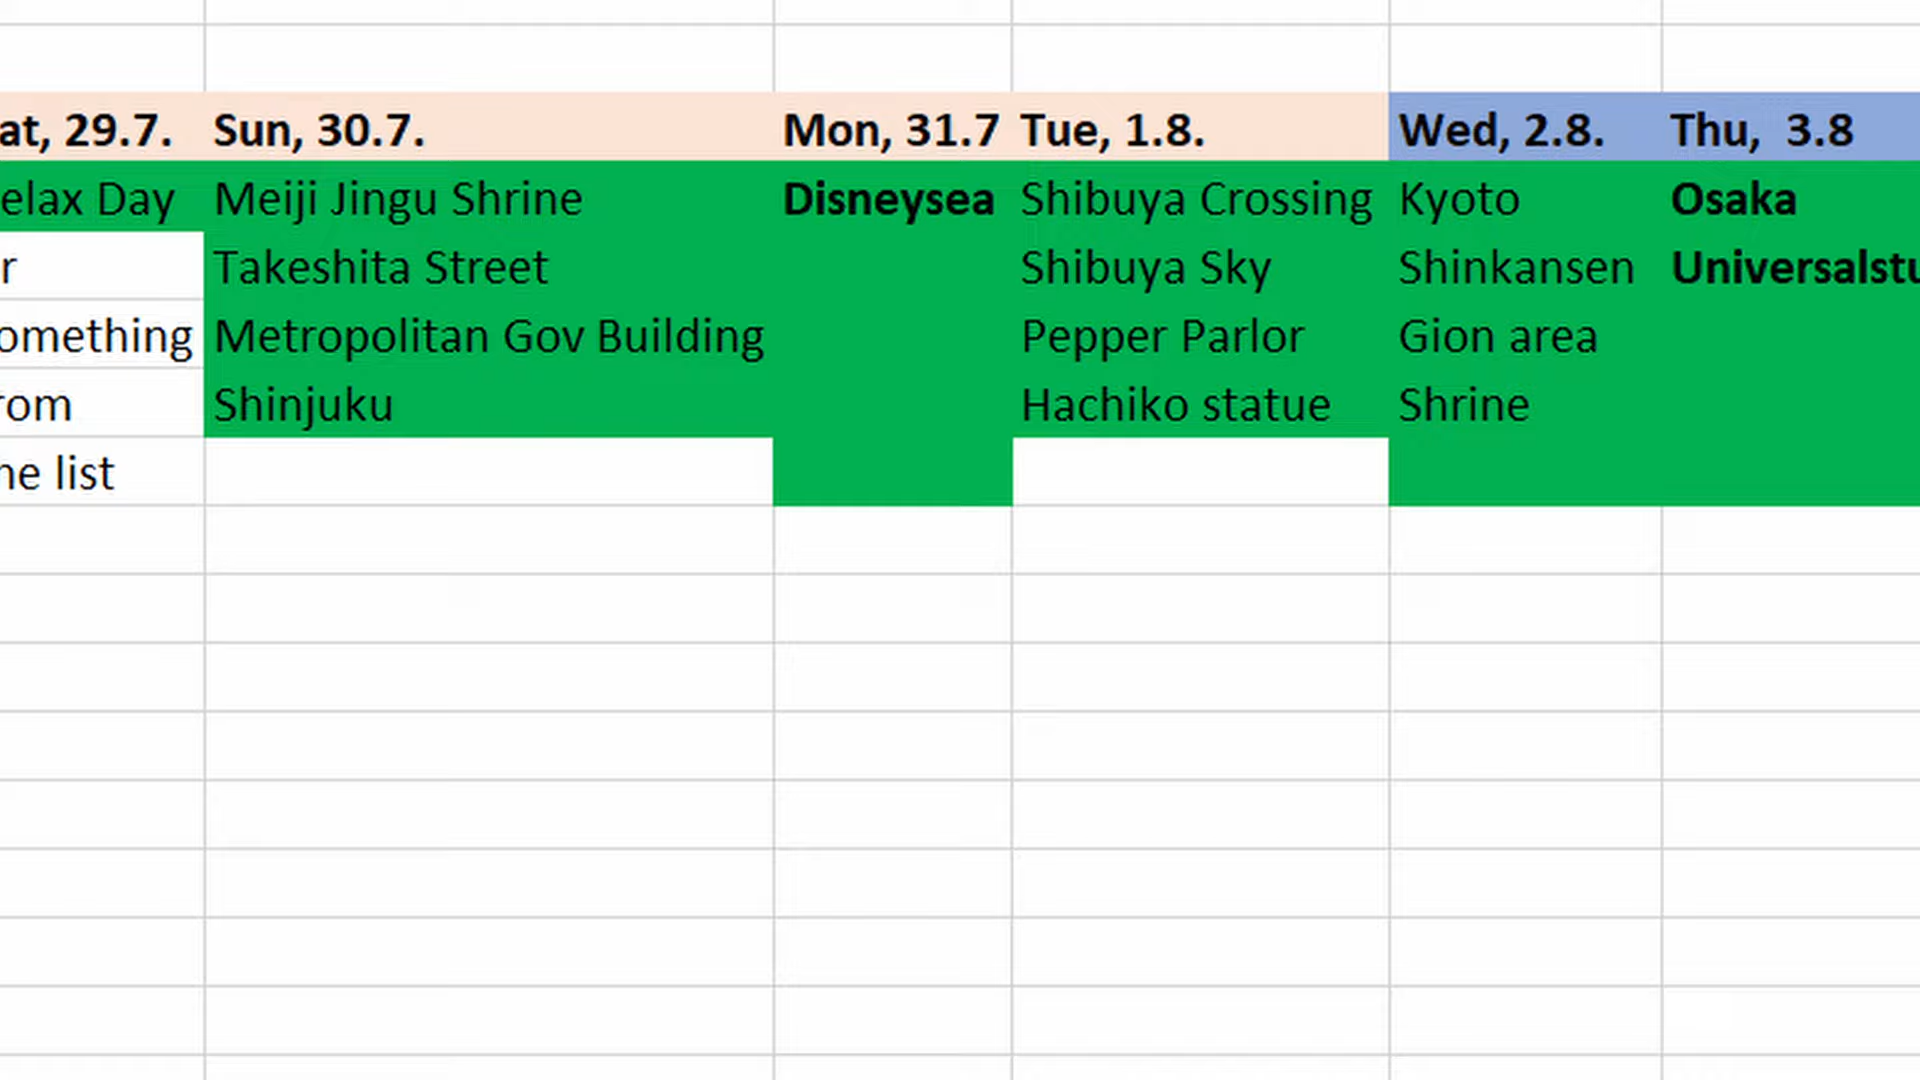 at, 29.7. Sun, 30.7. Mon, 31.7 Tue, 1.8. Wed, 2.8. Thu, 3.8
elax Day Meiji Jingu Shrine Disneysea Shibuya Crossing Kyoto Osaka
r Takeshita Street Shibuya Sky Shinkansen Universalstu
omething Metropolitan Gov Building Pepper Parlor Gion area
rom Shinjuku Hachiko statue Shrine
he list